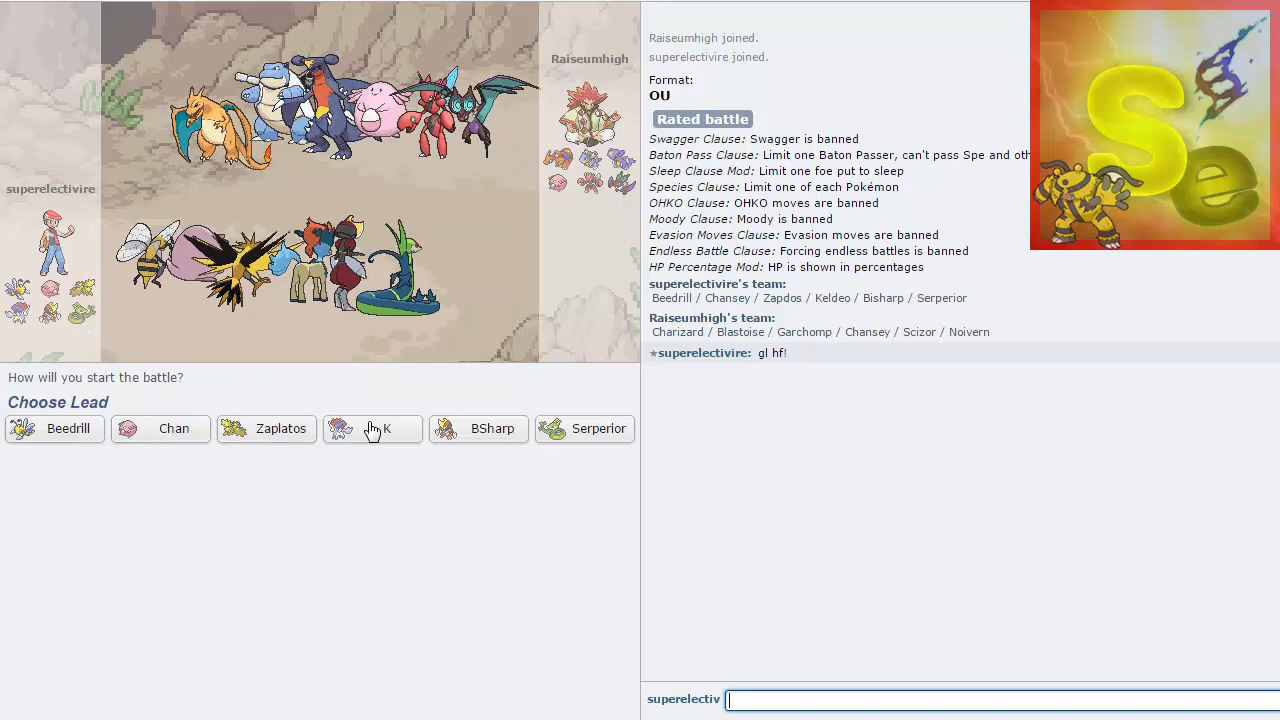 Raiseumhigh
superelectivire
How will you start the battle?
Choose Lead
Beedrill
Chan
Zaplatos
K
BSharp
Serperior
Raiseumhigh joined.
superelectivire joined.
Format:
OU
Rated battle
Swagger Clause: Swagger is banned
Baton Pass Clause: Limit one Baton Passer, can't pass Spe and oth
Sleep Clause Mod: Limit one foe put to sleep
Species Clause: Limit one of each Pokémon
OHKO Clause: OHKO moves are banned
Moody Clause: Moody is banned
Evasion Moves Clause: Evasion moves are banned
Endless Battle Clause: Forcing endless battles is banned
HP Percentage Mod: HP is shown in percentages
superelectivire's team:
Beedrill / Chansey / Zapdos / Keldeo / Bisharp / Serperior
Raiseumhigh's team:
Charizard / Blastoise / Garchomp / Chansey / Scizor / Noivern
★superelectivire: gl hf!
superelectiv
Se